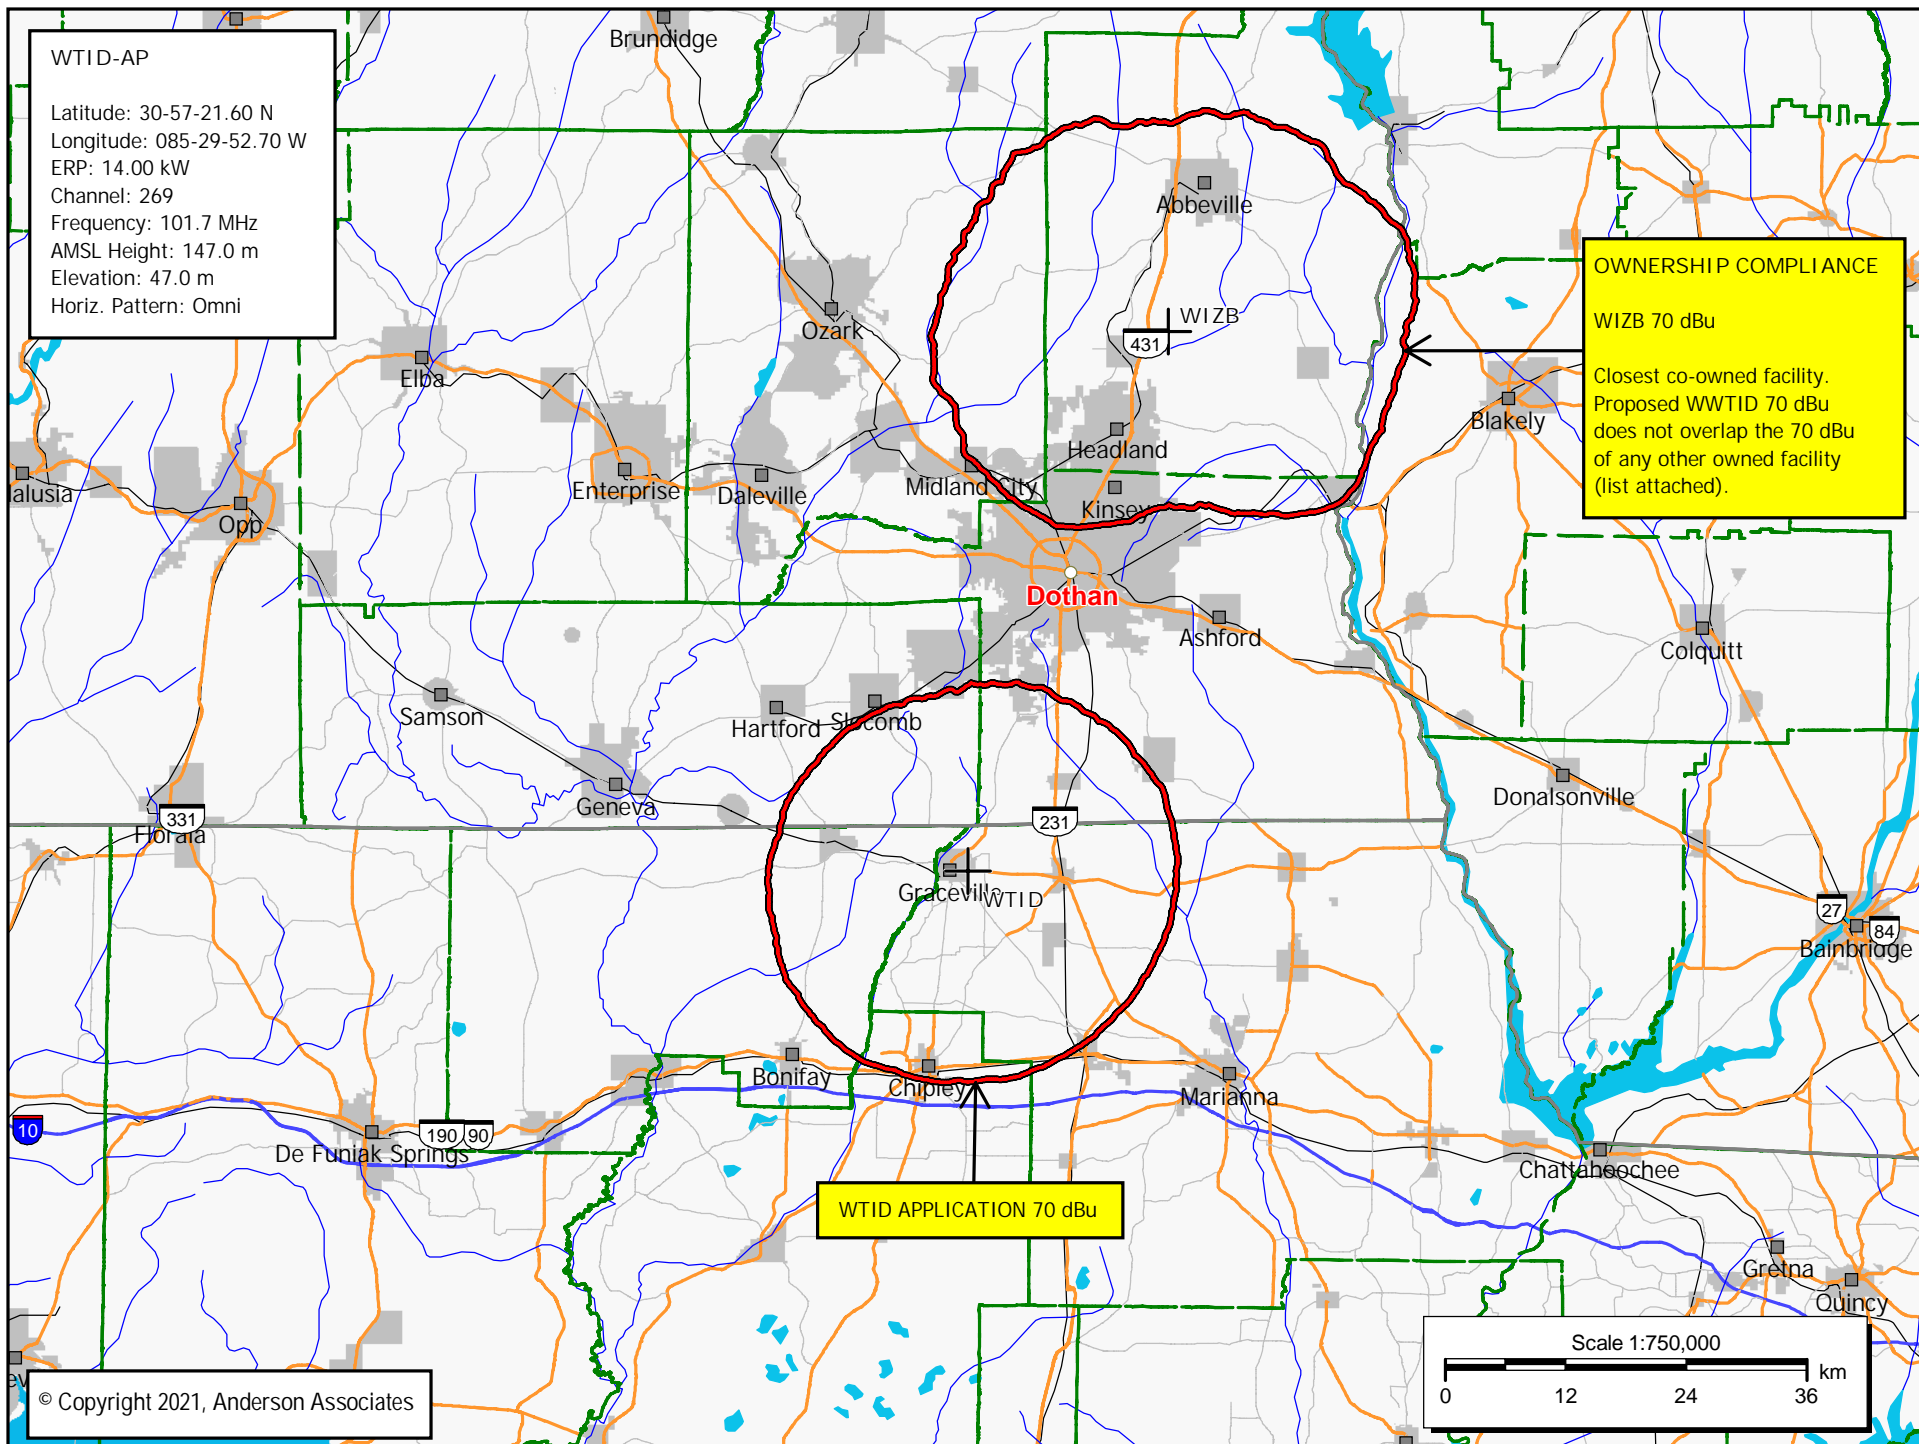 WTID-AP
Latitude: 30-57-21.60 N
Longitude: 085-29-52.70 W
ERP: 14.00 kW
Channel: 269
Frequency: 101.7 MHz
AMSL Height: 147.0 m
Elevation: 47.0 m
Horiz. Pattern: Omni
Brundidge
Abbeville
OWNERSHIP COMPLIANCE
WIZB 70 dBu
Closest co-owned facility.
Proposed WWTID 70 dBu
does not overlap the 70 dBu
of any other owned facility
(list attached).
WIZB
431
Ozark
Elba
Blakely
Headland
Enterprise
Daleville
Midland City
Kinsey
alusia
Opp
Dothan
Ashford
Colquitt
Samson
Hartford
Slocomb
Geneva
Donalsonville
331
Florala
231
Graceville
WTID
27
84
Bainbridge
Bonifay
Chipley
Marianna
10
190
90
De Funiak Springs
Chattahoochee
WTID APPLICATION 70 dBu
Gretna
Quincy
Scale 1:750,000
km
0 12 24 36
ev
© Copyright 2021, Anderson Associates